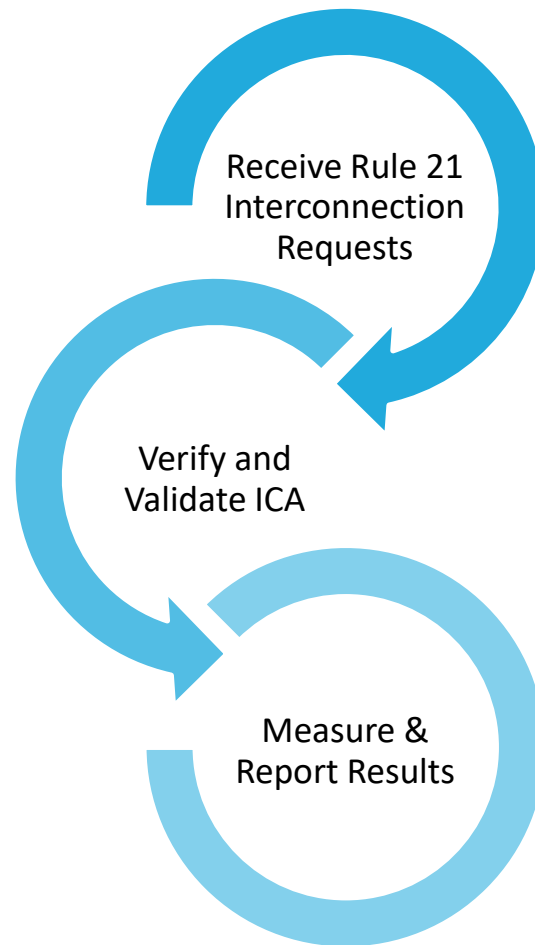 Receive Rule 21
Interconnection
Requests
Verify and
Validate ICA
Measure &
Report Results